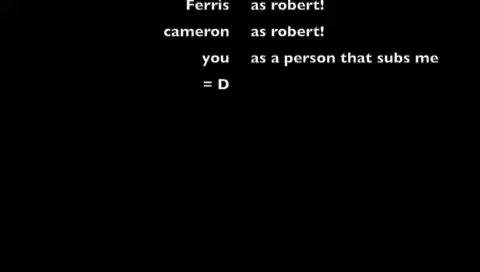 Ferris as robert!
cameron as robert!
you as a person that subs me
= D